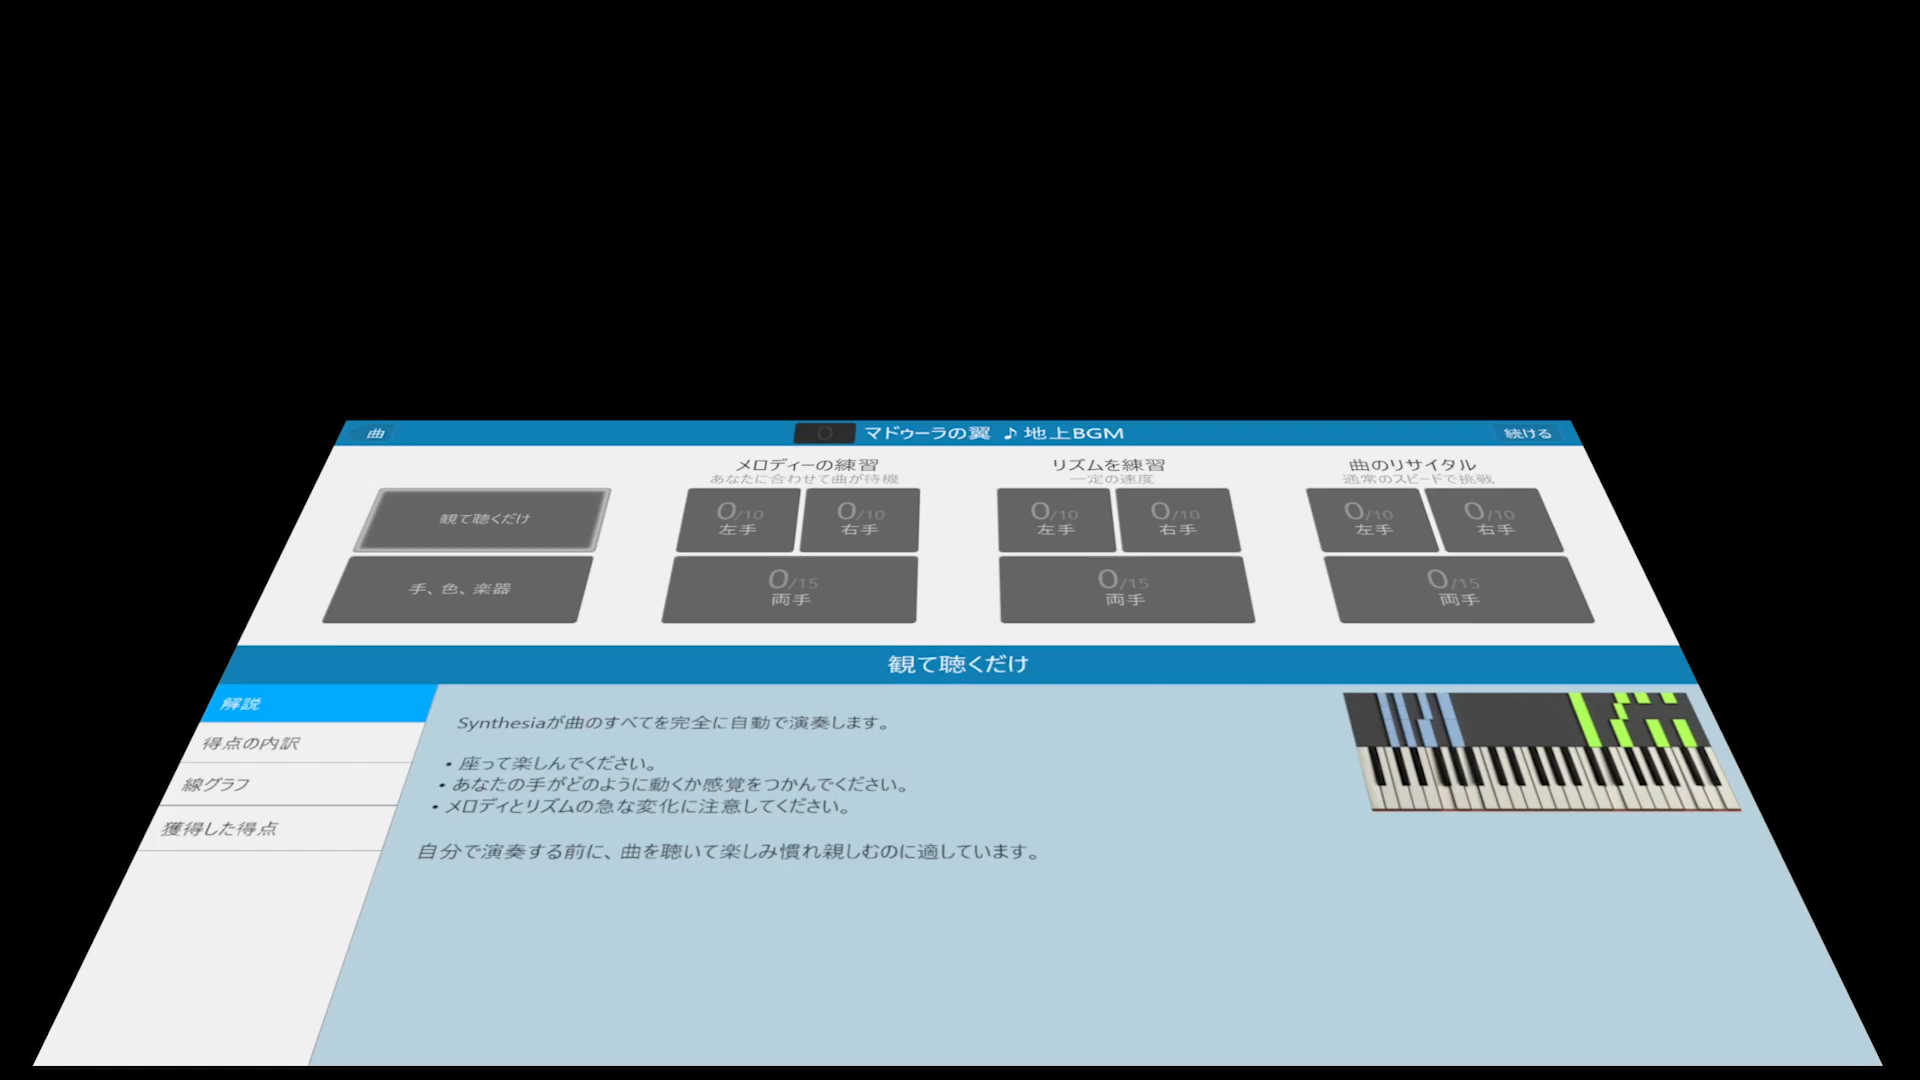 曲
0
マドゥーラの翼 ♪ 地上BGM
続ける
メロディーの練習
あなたに合わせて曲が待機
リズムを練習
一定の速度
曲のリサイタル
通常のスピードで挑戦
観て聴くだけ
0/10
左手
0/10
右手
0/10
左手
0/10
右手
0/10
左手
0/10
右手
手、色、楽器
0/15
両手
0/15
両手
0/15
両手
観て聴くだけ
解説
得点の内訳
線グラフ
獲得した得点
Synthesiaが曲のすべてを完全に自動で演奏します。
• 座って楽しんでください。
• あなたの手がどのように動くか感覚をつかんでください。
• メロディとリズムの急な変化に注意してください。
自分で演奏する前に、曲を聴いて楽しみ慣れ親しむのに適しています。